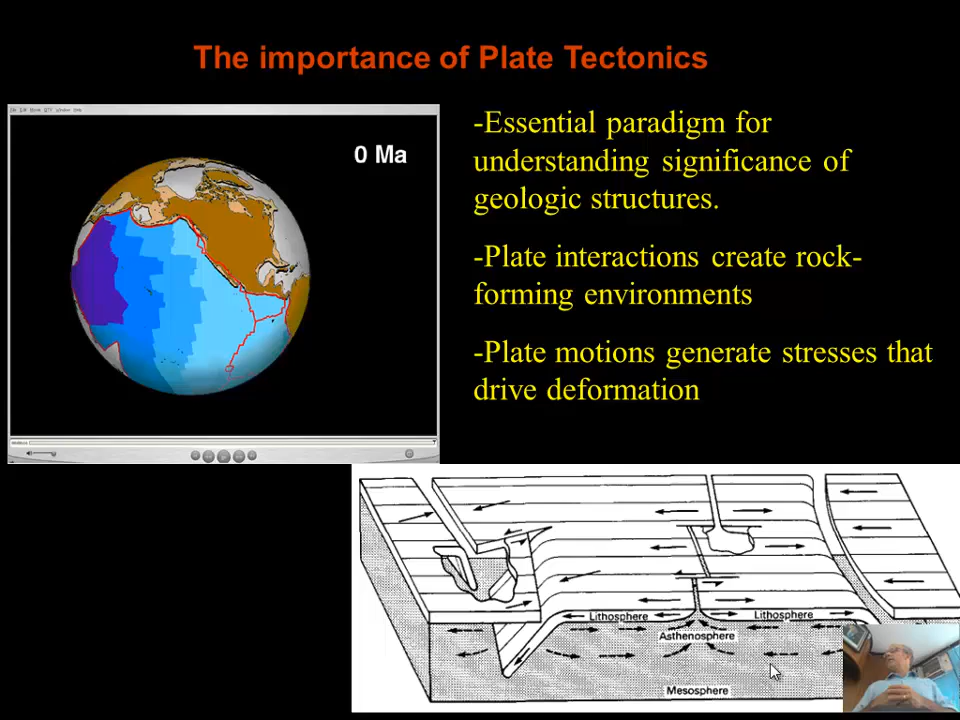 The importance of Plate Tectonics
0 Ma
-Essential paradigm for
understanding significance of
geologic structures.
-Plate interactions create rock-
forming environments
-Plate motions generate stresses that
drive deformation
Lithosphere
Lithosphere
Asthenosphere
Mesosphere